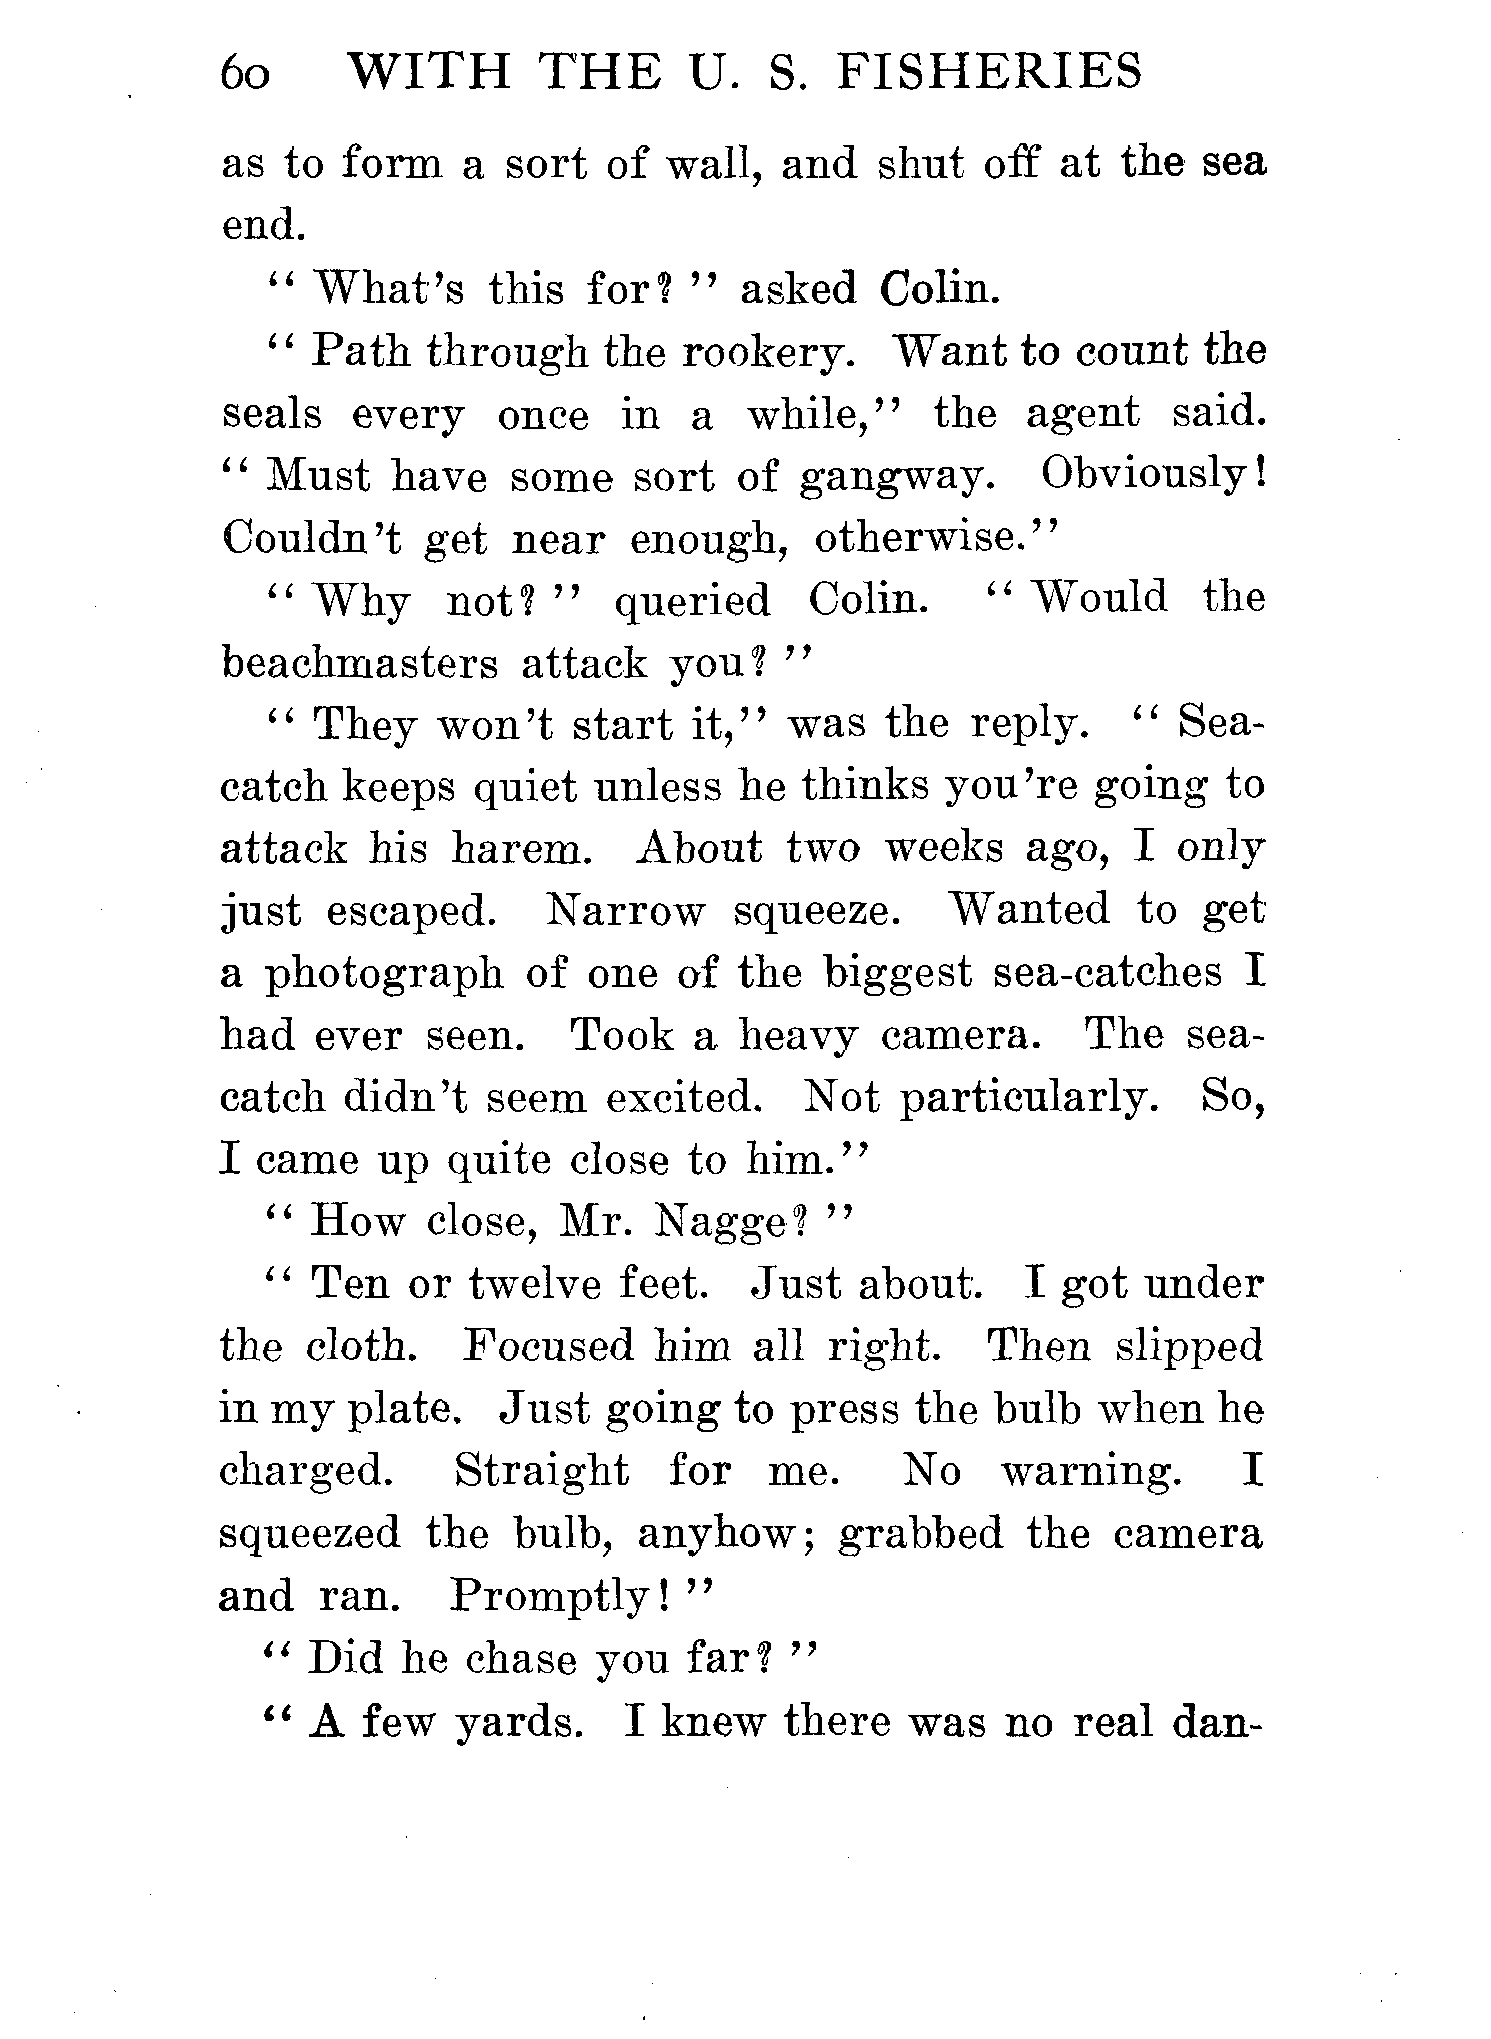 60 WITH THE U. S. FISHERIES
as to form a sort of wall, and shut off at the sea
end.
“ What’s this for? ” asked Colin.
“ Path through the rookery. Want to count the
seals every once in a while,” the agent said.
“ Must have some sort of gangway. Obviously!
Couldn’t get near enough, otherwise.”
“ Why not? ” queried Colin. “ Would the
beachmasters attack you? ”
“ They won’t start it,” was the reply. “ Sea-
catch keeps quiet unless he thinks you’re going to
attack his harem. About two weeks ago, I only
just escaped. Narrow squeeze. Wanted to get
a photograph of one of the biggest sea-catches I
had ever seen. Took a heavy camera. The sea-
catch didn’t seem excited. Not particularly. So,
I came up quite close to him.”
“ How close, Mr. Nagge? ”
“ Ten or twelve feet. Just about. I got under
the cloth. Focused him all right. Then slipped
in my plate. Just going to press the bulb when he
charged. Straight for me. No warning. I
squeezed the bulb, anyhow; grabbed the camera
and ran. Promptly! ”
“ Did he chase you far? ”
“ A few yards. I knew there was no real dan-